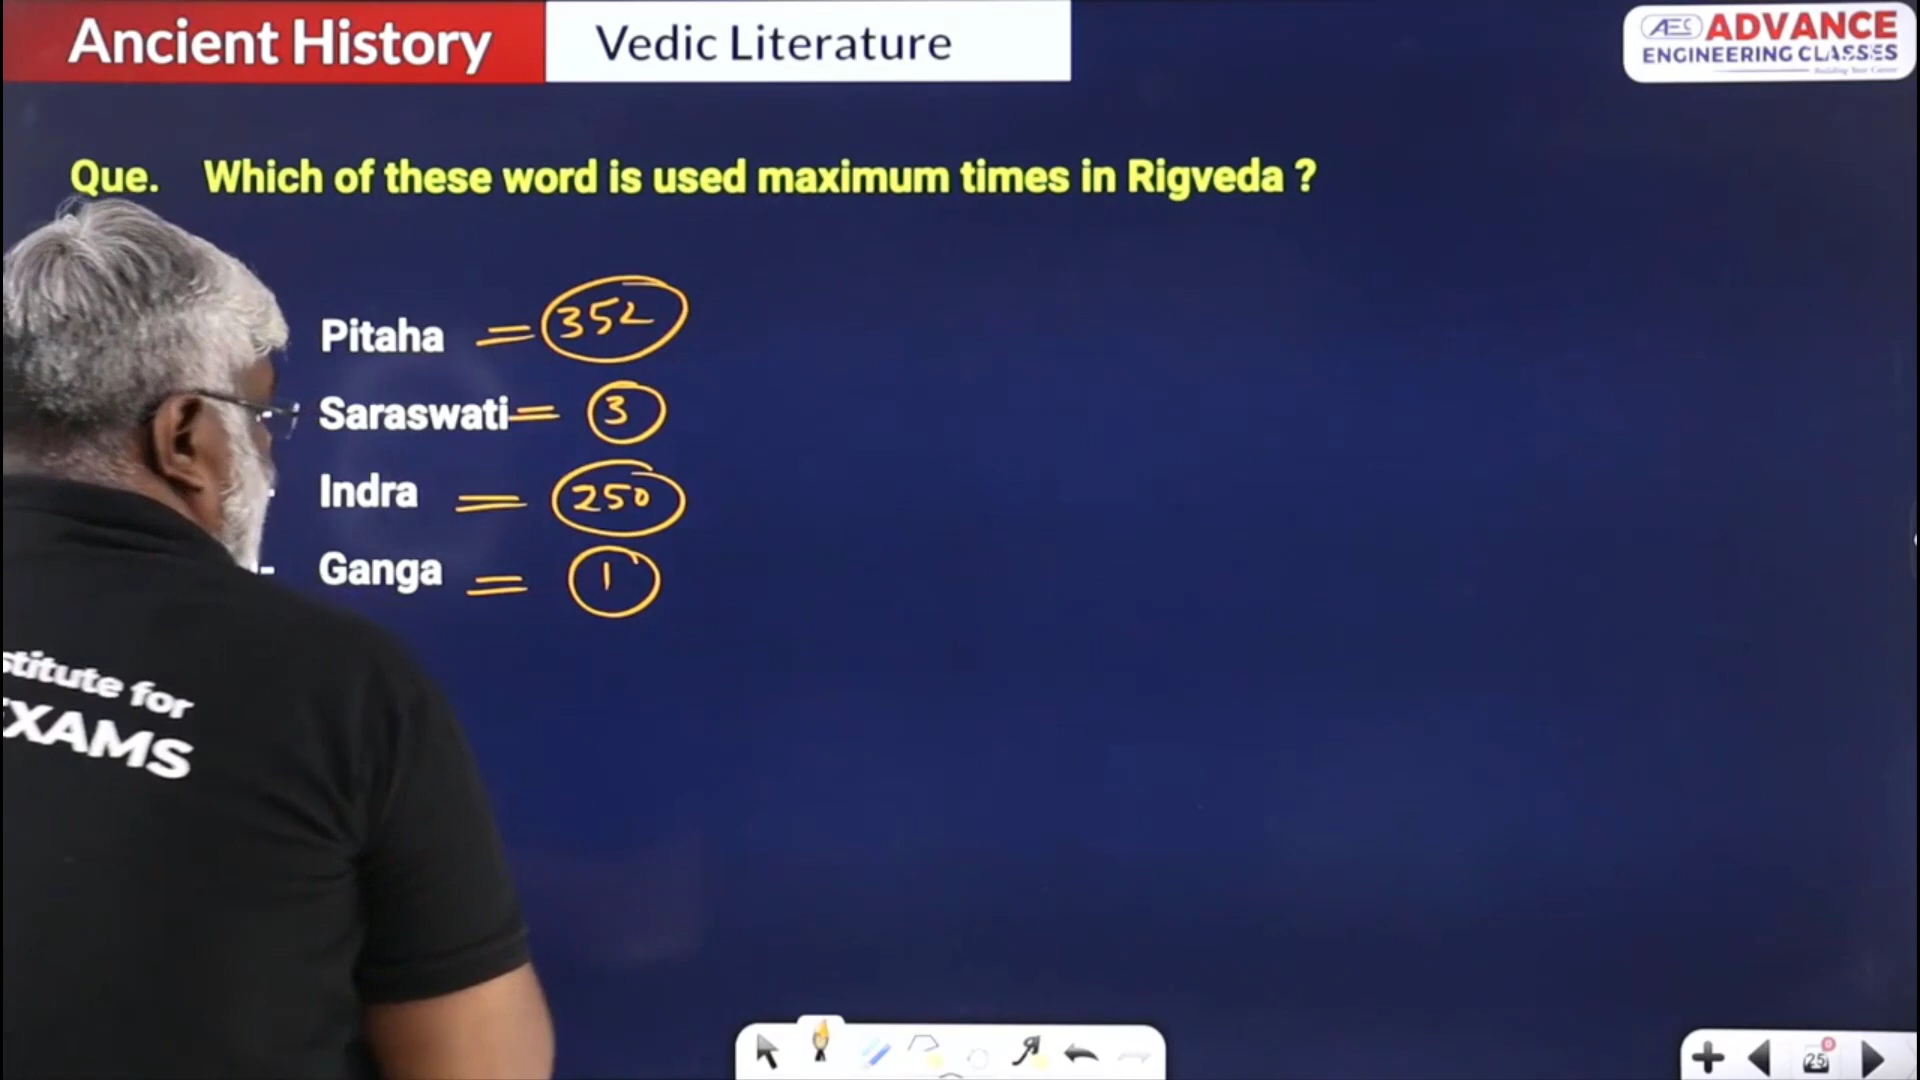 Ancient History Vedic Literature
ADVANCE
ENGINEERING CLASSES
Que. Which of these word is used maximum times in Rigveda ?
Pitaha = 352
Saraswati = 3
Indra = 250
Ganga = 1
stitute for
XAMS
25